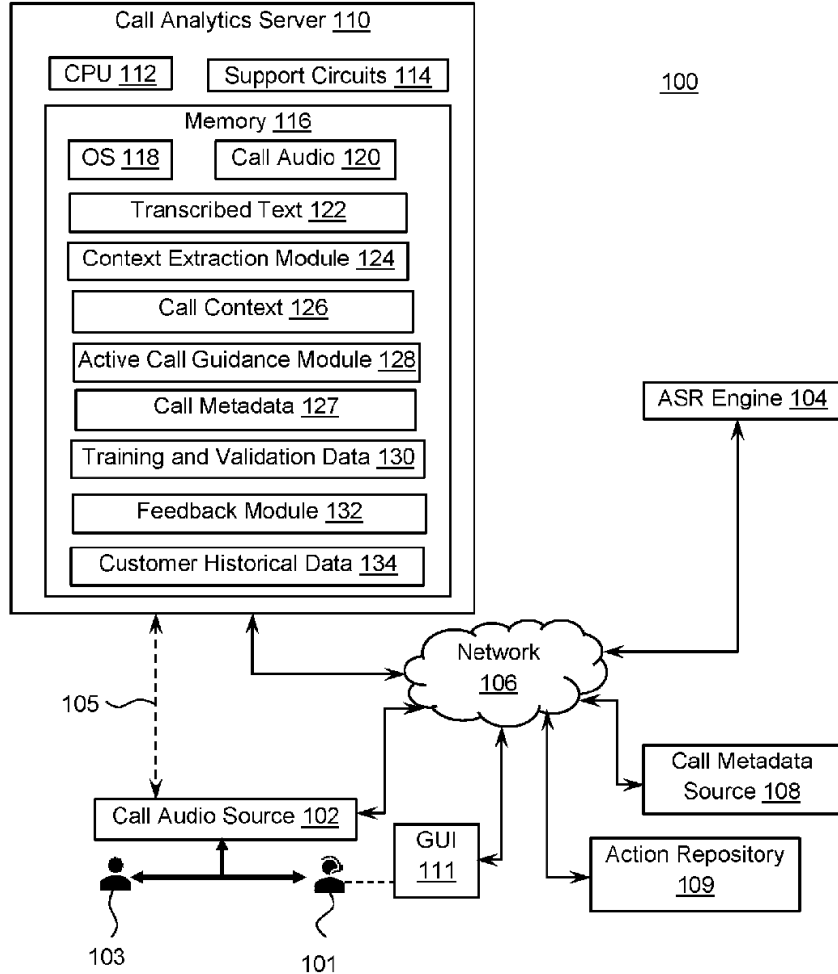 Call Analytics Server 110
CPU 112
Support Circuits 114
100
Memory 116
OS 118
Call Audio 120
Transcribed Text 122
Context Extraction Module 124
Call Context 126
Active Call Guidance Module 128
Call Metadata 127
Training and Validation Data 130
Feedback Module 132
Customer Historical Data 134
ASR Engine 104
Network
106
105
Call Audio Source 102
Call Metadata
Source 108
GUI
111
Action Repository
109
103
101